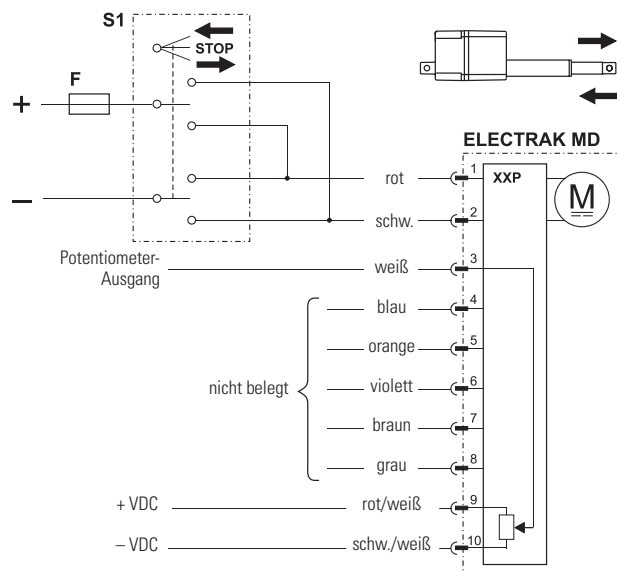 S1
STOP
F
+
–
ELECTRAK MD
XXP
M
rot
1
schw.
2
Potentiometer-
Ausgang
weiß
3
nicht belegt
blau
4
orange
5
violett
6
braun
7
grau
8
+ VDC
rot/weiß
9
– VDC
schw./weiß
10